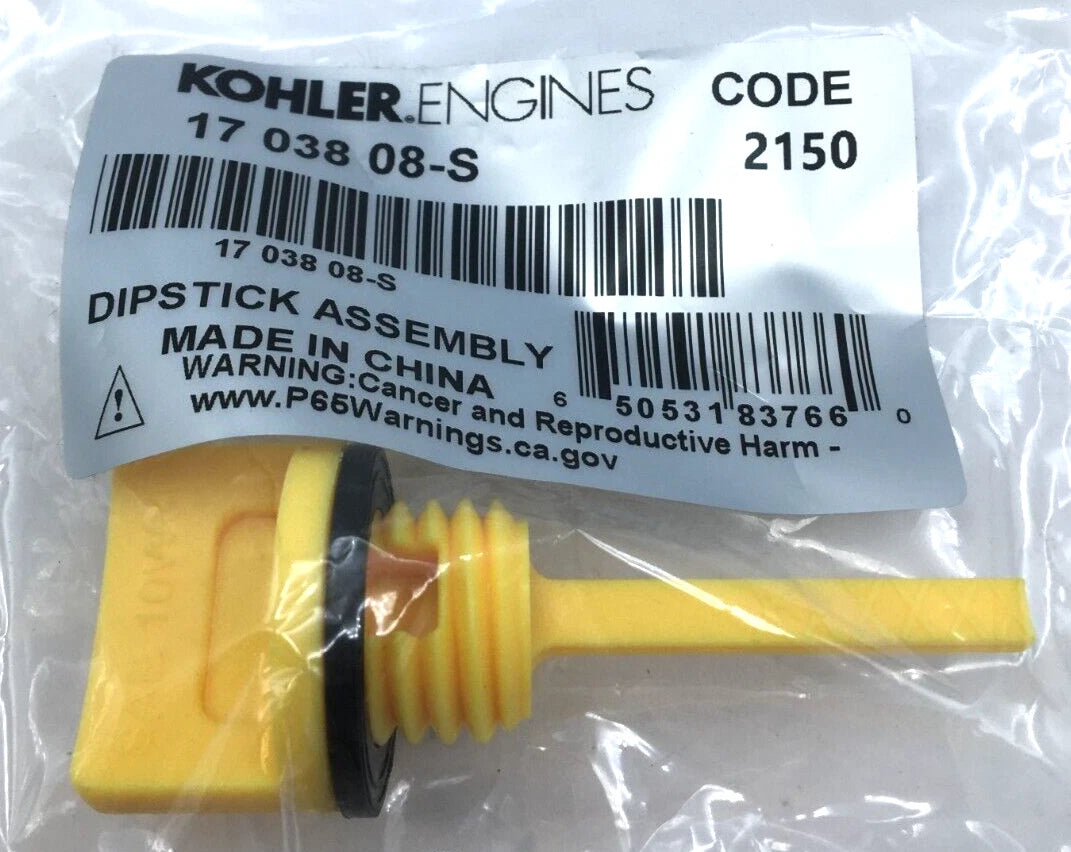 KOHLER.ENGINES
CODE
17 038 08-S
2150
17 038 08-S
DIPSTICK ASSEMBLY
MADE IN CHINA
WARNING:Cancer and Reproductive Harm -
www.P65Warnings.ca.gov
6 50531 83766 0
10W